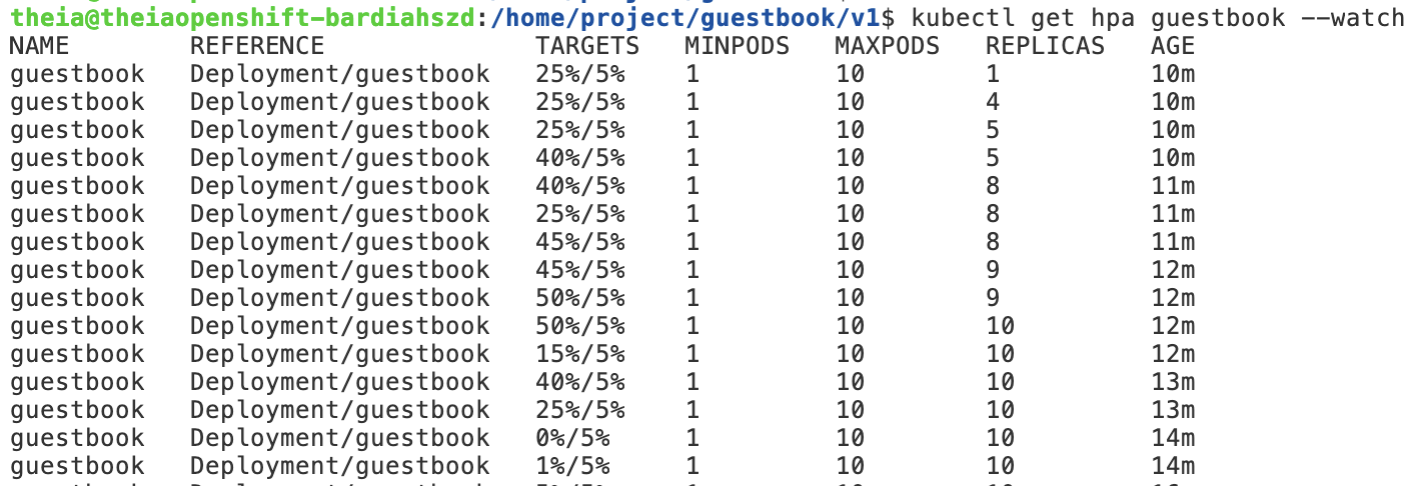 theia@theiaopenshift-bardiahszd:/home/project/guestbook/v1$ kubectl get hpa guestbook --watch
NAME REFERENCE TARGETS MINPODS MAXPODS REPLICAS AGE
guestbook Deployment/guestbook 25%/5% 1 10 1 10m
guestbook Deployment/guestbook 25%/5% 1 10 4 10m
guestbook Deployment/guestbook 25%/5% 1 10 5 10m
guestbook Deployment/guestbook 40%/5% 1 10 5 10m
guestbook Deployment/guestbook 40%/5% 1 10 8 11m
guestbook Deployment/guestbook 25%/5% 1 10 8 11m
guestbook Deployment/guestbook 45%/5% 1 10 8 11m
guestbook Deployment/guestbook 45%/5% 1 10 9 12m
guestbook Deployment/guestbook 50%/5% 1 10 9 12m
guestbook Deployment/guestbook 50%/5% 1 10 10 12m
guestbook Deployment/guestbook 15%/5% 1 10 10 12m
guestbook Deployment/guestbook 40%/5% 1 10 10 13m
guestbook Deployment/guestbook 25%/5% 1 10 10 13m
guestbook Deployment/guestbook 0%/5% 1 10 10 14m
guestbook Deployment/guestbook 1%/5% 1 10 10 14m